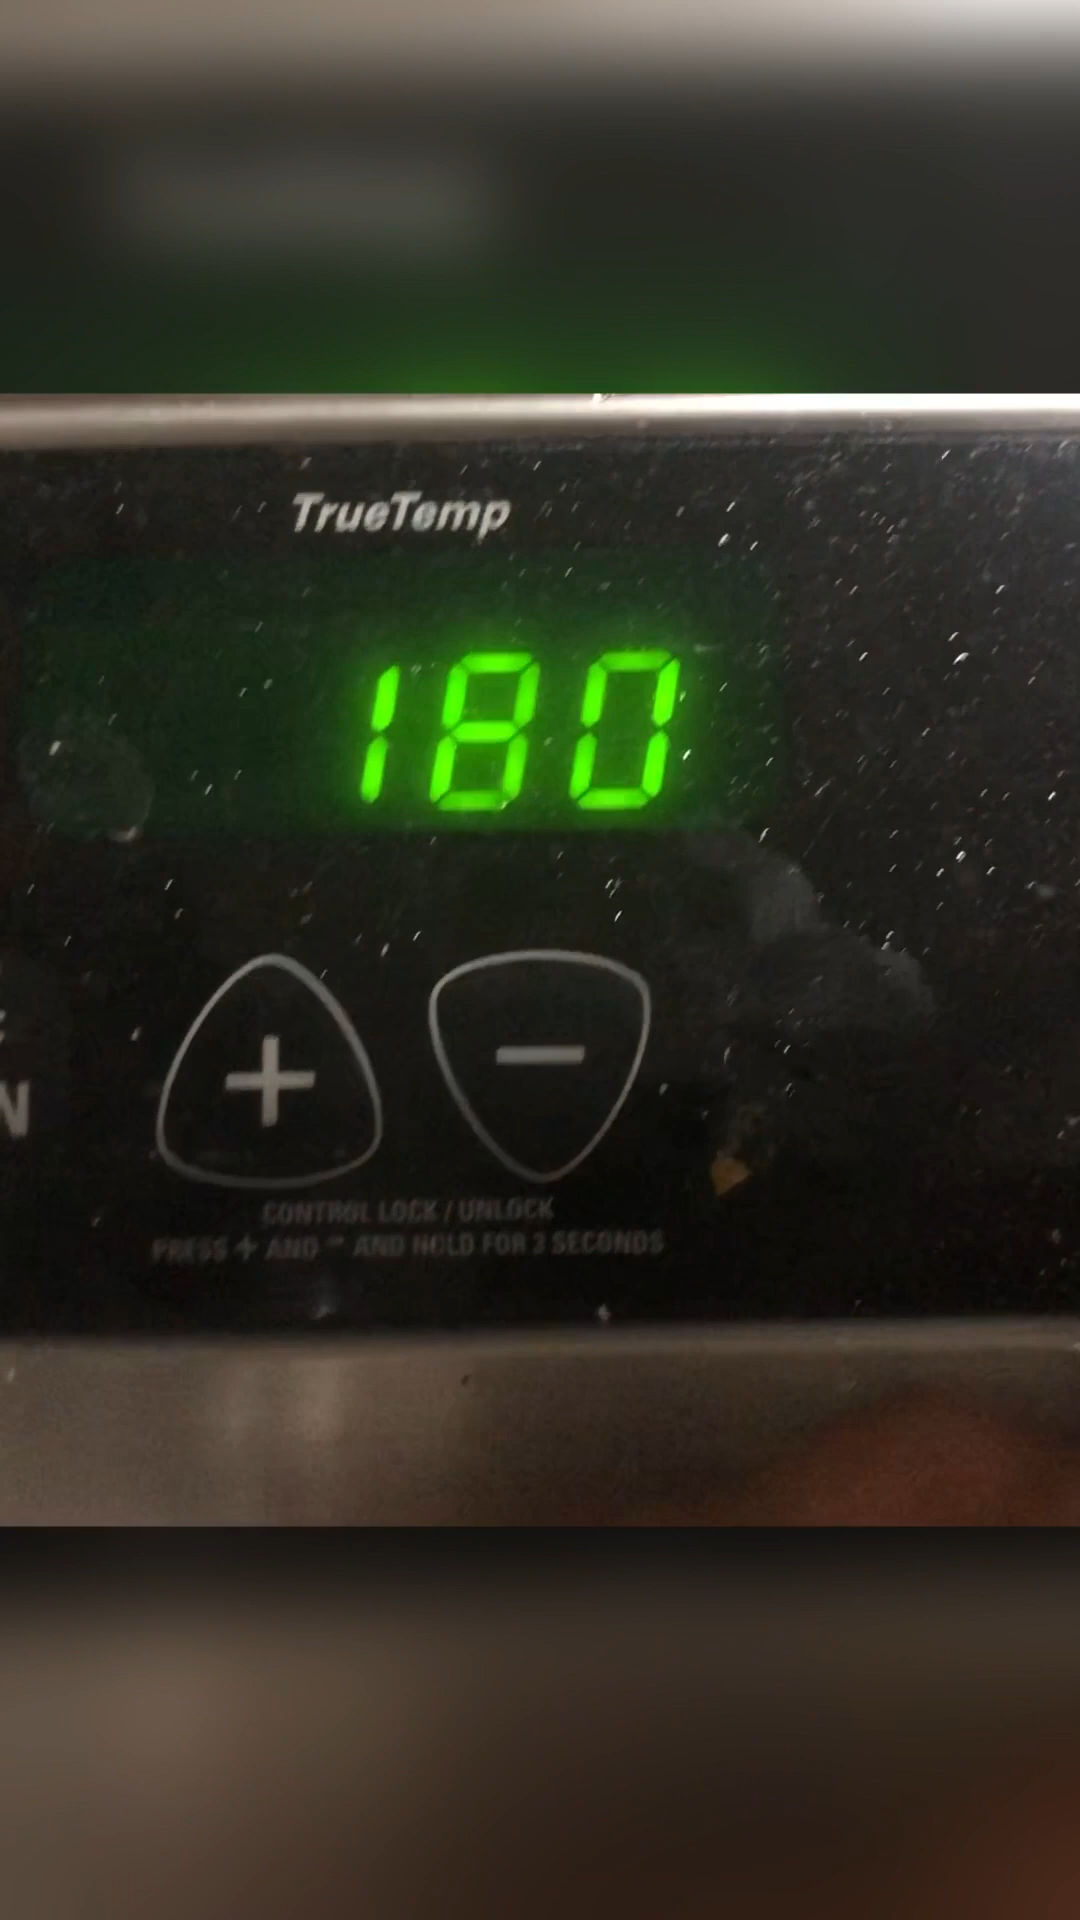 TrueTemp
180
N
+ −
CONTROL LOCK / UNLOCK
PRESS + AND − AND HOLD FOR 3 SECONDS